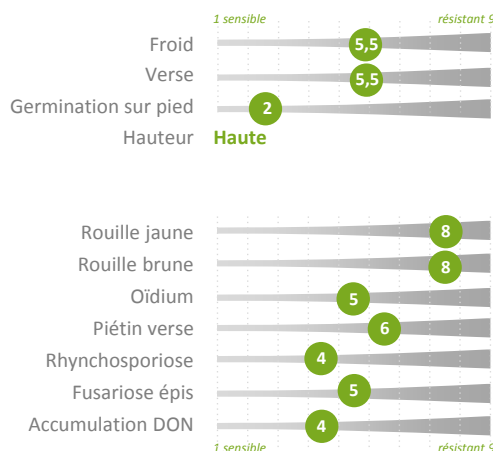 1 sensible résistant 9
Froid 5,5
Verse 5,5
Germination sur pied 2
Hauteur Haute
Rouille jaune 8
Rouille brune 8
Oïdium 5
Piétin verse 6
Rhynchosporiose 4
Fusariose épis 5
Accumulation DON 4
1 sensible résistant 9